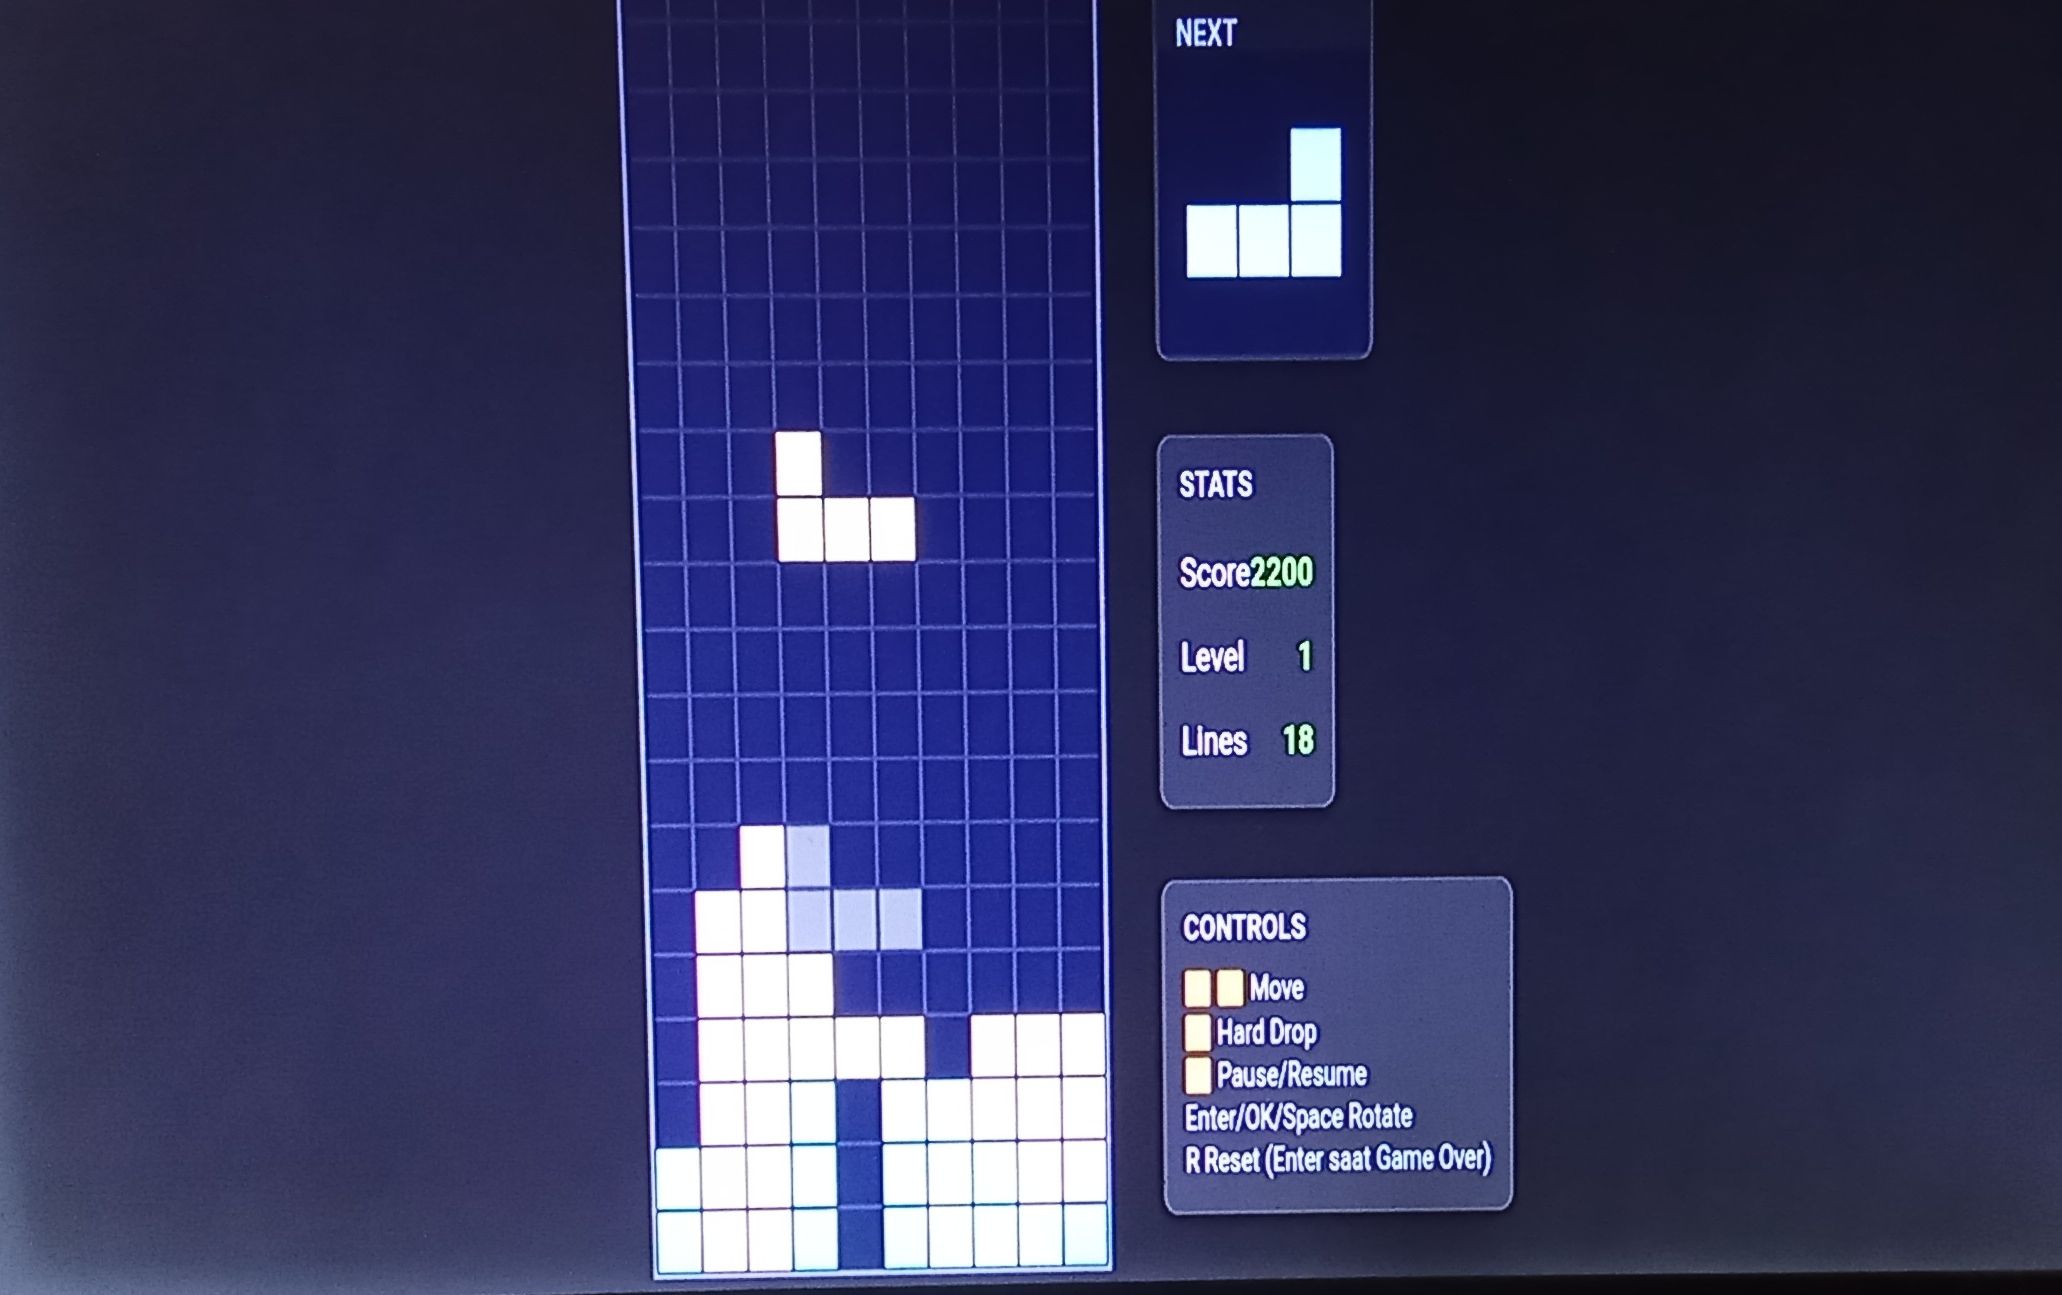 NEXT
STATS
Score2200
Level 1
Lines 18
CONTROLS
Move
Hard Drop
Pause/Resume
Enter/OK/Space Rotate
R Reset (Enter saat Game Over)